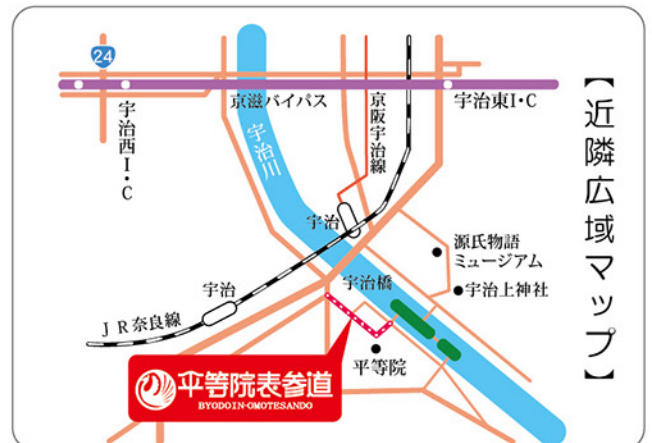 【近隣広域マップ】
24
京滋バイパス
宇治東I・C
宇治西I・C
京阪宇治線
宇治川
宇治
源氏物語
ミュージアム
宇治上神社
宇治橋
宇治
JR奈良線
平等院
平等院表参道
BYODOIN-OMOTESANDO